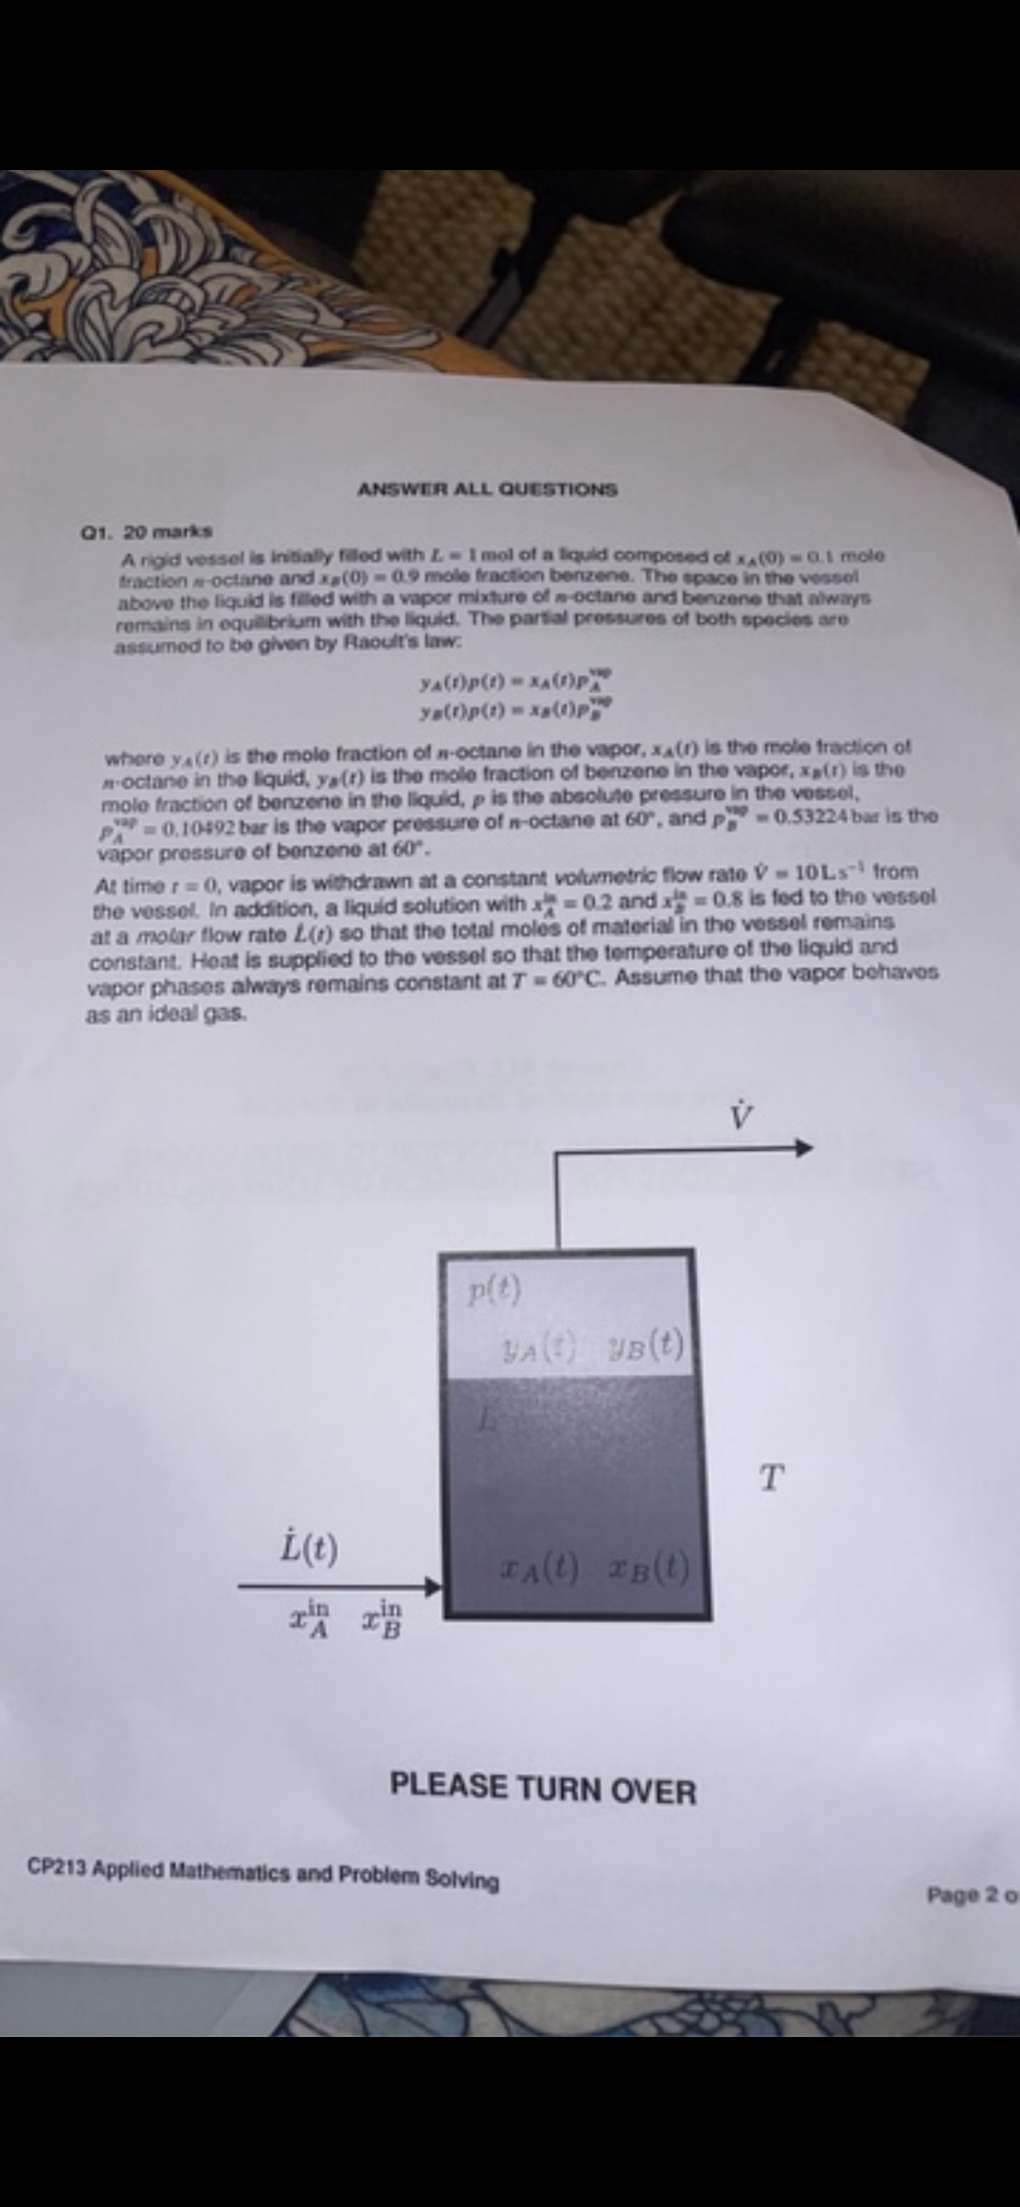 ANSWER ALL QUESTIONS
Q1. 20 marks
A rigid vessel is initially filled with L = 1 mol of a liquid composed of x_A(0) = 0.1 mole
fraction n-octane and x_B(0) = 0.9 mole fraction benzene. The space in the vessel
above the liquid is filled with a vapor mixture of n-octane and benzene that always
remains in equilibrium with the liquid. The partial pressures of both species are
assumed to be given by Raoult's law:
y_A(t)p(t) = x_A(t)p_A^vap
y_B(t)p(t) = x_B(t)p_B^vap
where y_A(t) is the mole fraction of n-octane in the vapor, x_A(t) is the mole fraction of
n-octane in the liquid, y_B(t) is the mole fraction of benzene in the vapor, x_B(t) is the
mole fraction of benzene in the liquid, p is the absolute pressure in the vessel,
p_A^vap = 0.10492 bar is the vapor pressure of n-octane at 60°, and p_B^vap = 0.53224 bar is the
vapor pressure of benzene at 60°.
At time t = 0, vapor is withdrawn at a constant volumetric flow rate V̇ = 10 L s⁻¹ from
the vessel. In addition, a liquid solution with x_A^in = 0.2 and x_B^in = 0.8 is fed to the vessel
at a molar flow rate L̇(t) so that the total moles of material in the vessel remains
constant. Heat is supplied to the vessel so that the temperature of the liquid and
vapor phases always remains constant at T = 60°C. Assume that the vapor behaves
as an ideal gas.
V̇
p(t)
y_A(t) y_B(t)
L
T
L̇(t)
x_A(t) x_B(t)
x_A^in x_B^in
PLEASE TURN OVER
CP213 Applied Mathematics and Problem Solving
Page 2 o